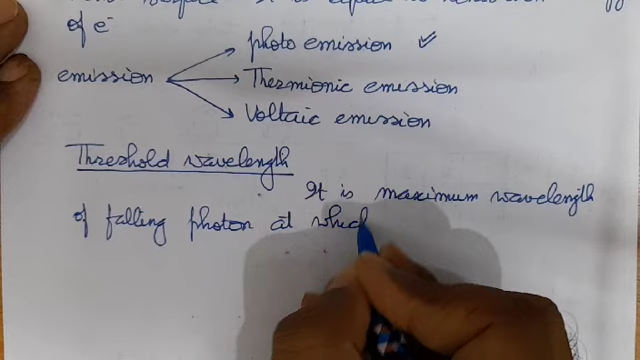 of e⁻
emission
photo emission ✓
Thermionic emission
Voltaic emission
Threshold wavelength
It is maximum wavelength
of falling photon at which